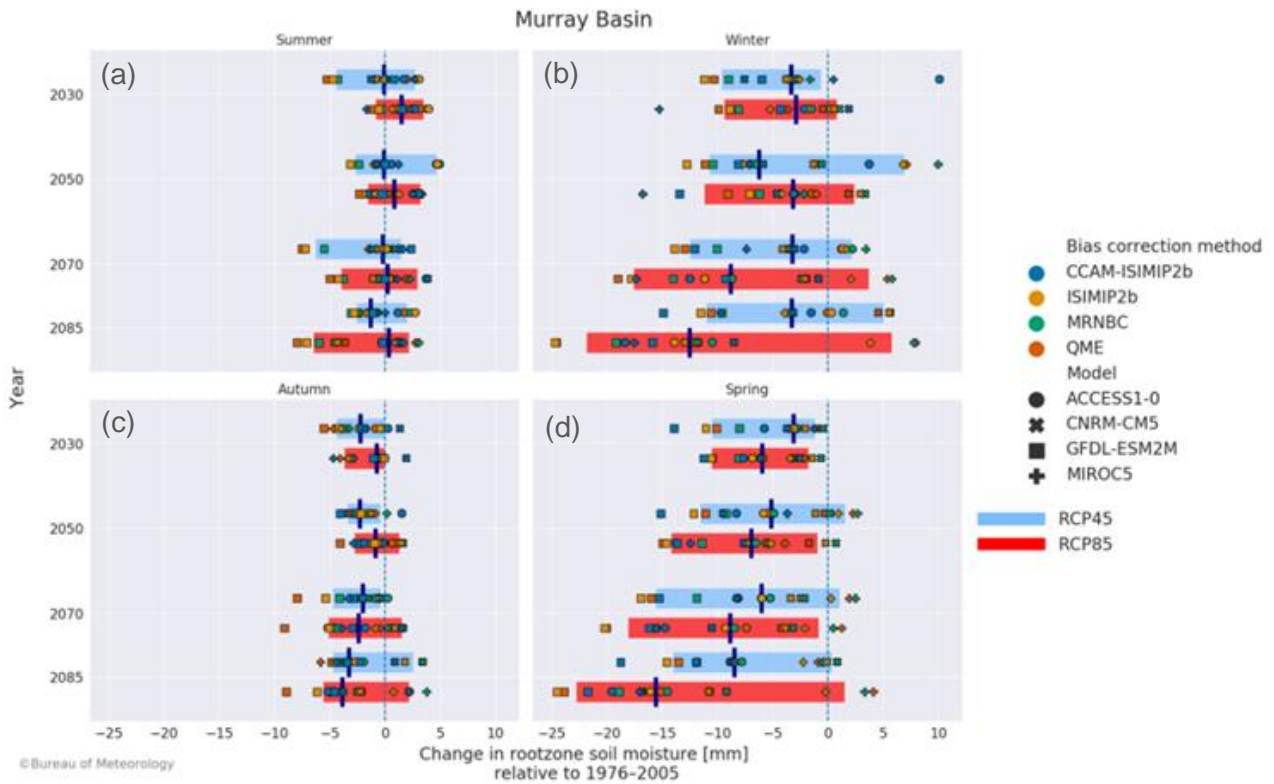 Murray Basin
Summer
Winter
(a)
(b)
2030
2050
2070
2085
Autumn
Spring
(c)
(d)
2030
2050
2070
2085
Year
−25 −20 −15 −10 −5 0 5 10
−25 −20 −15 −10 −5 0 5 10
Change in rootzone soil moisture [mm]
relative to 1976–2005
©Bureau of Meteorology
Bias correction method
CCAM-ISIMIP2b
ISIMIP2b
MRNBC
QME
Model
ACCESS1-0
CNRM-CM5
GFDL-ESM2M
MIROC5
RCP45
RCP85